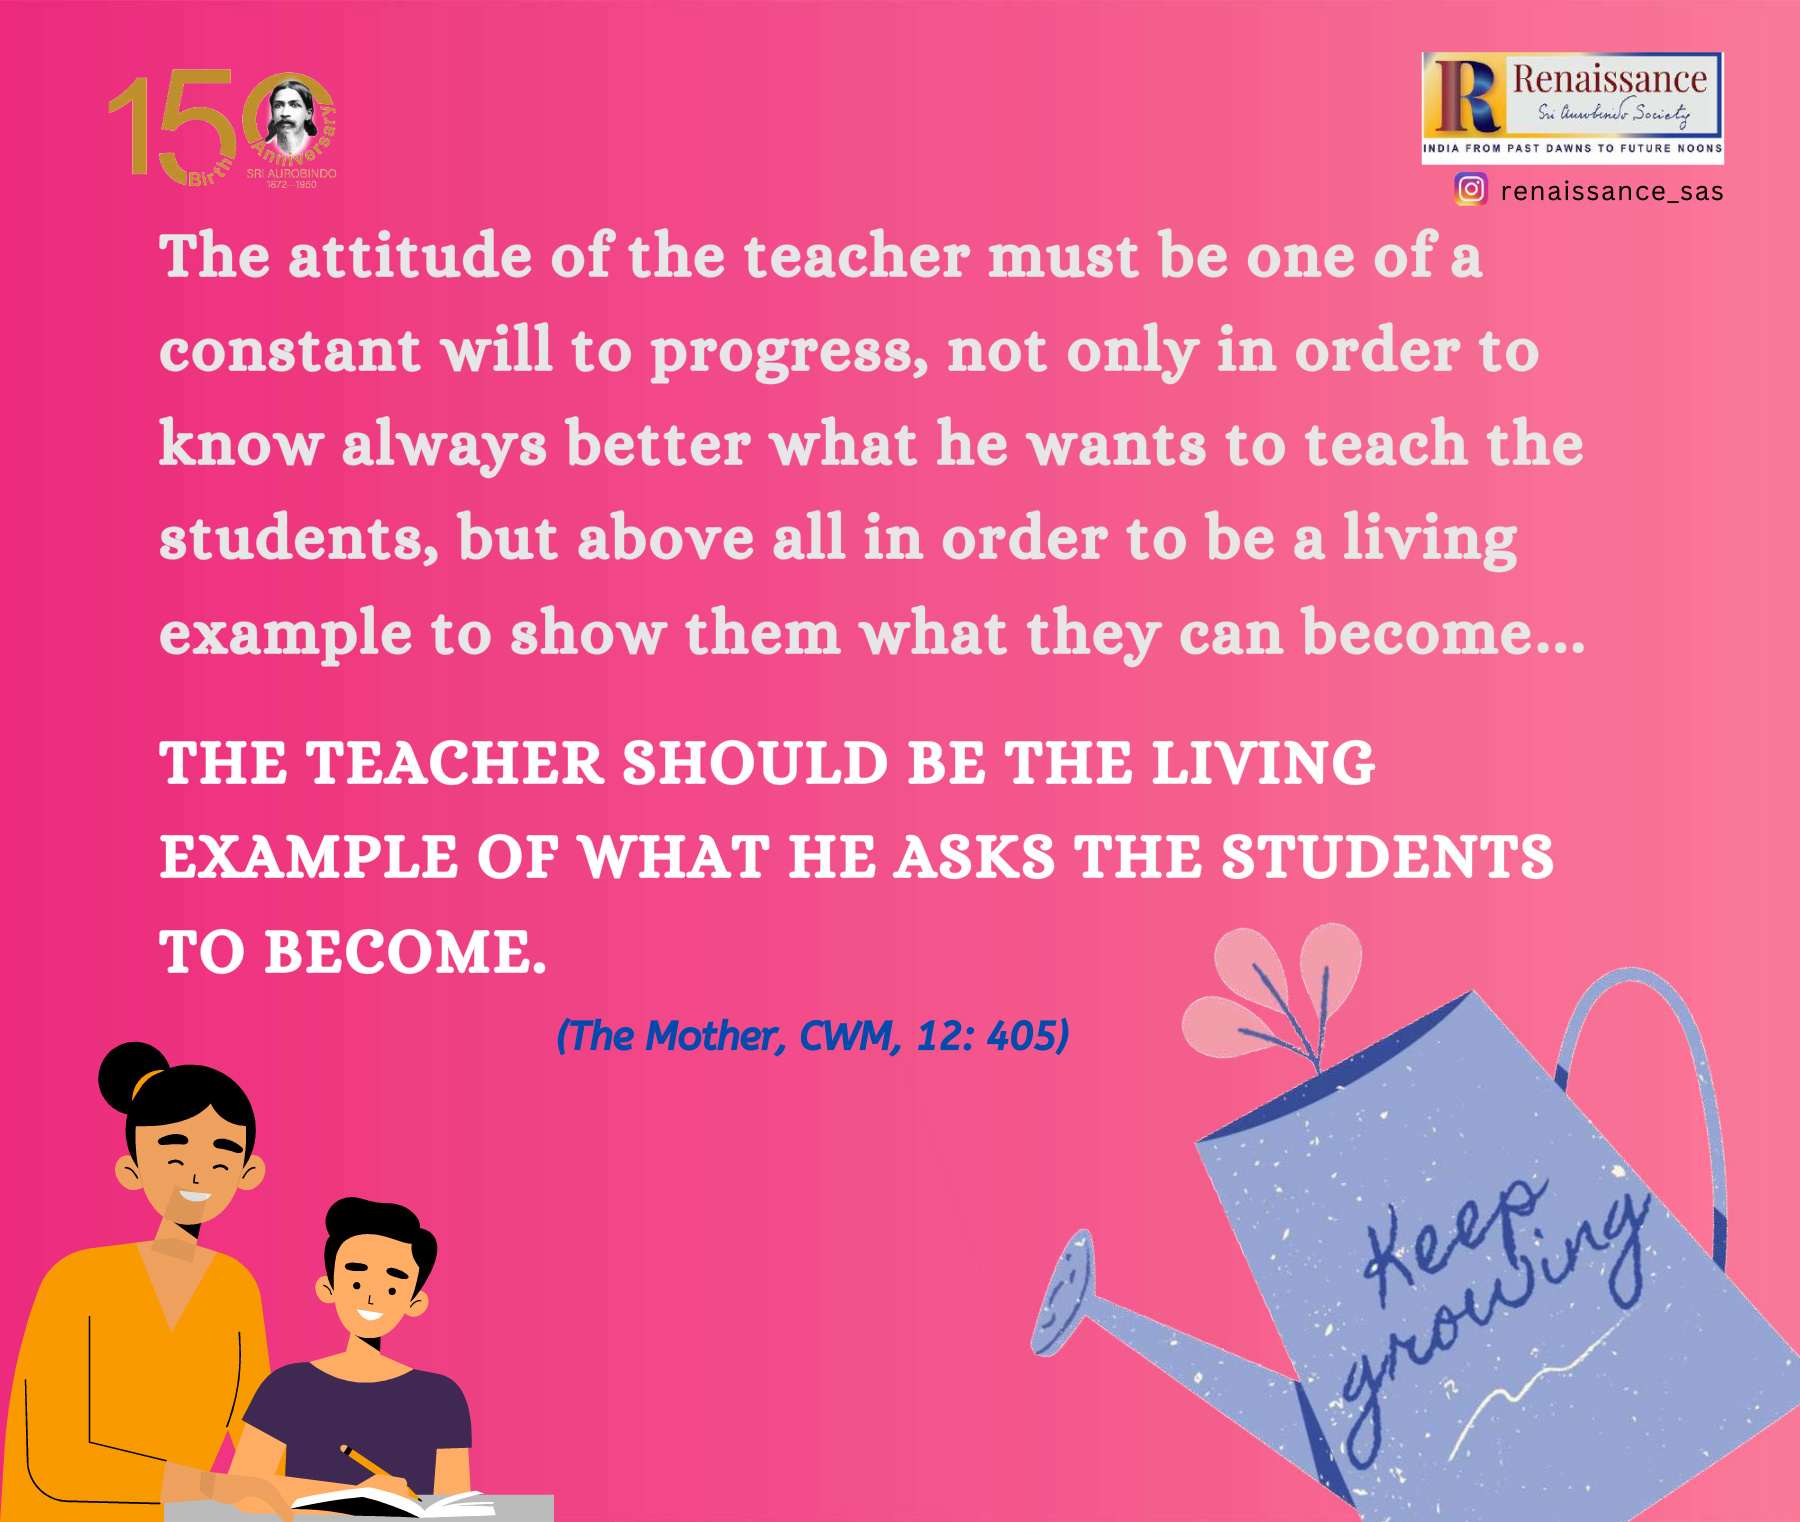 150
Birth Anniversary
SRI AUROBINDO
1872-1950
R Renaissance
Sri Aurobindo Society
INDIA FROM PAST DAWNS TO FUTURE NOONS
renaissance_sas
The attitude of the teacher must be one of a
constant will to progress, not only in order to
know always better what he wants to teach the
students, but above all in order to be a living
example to show them what they can become...
THE TEACHER SHOULD BE THE LIVING
EXAMPLE OF WHAT HE ASKS THE STUDENTS
TO BECOME.
(The Mother, CWM, 12: 405)
Keep
growing